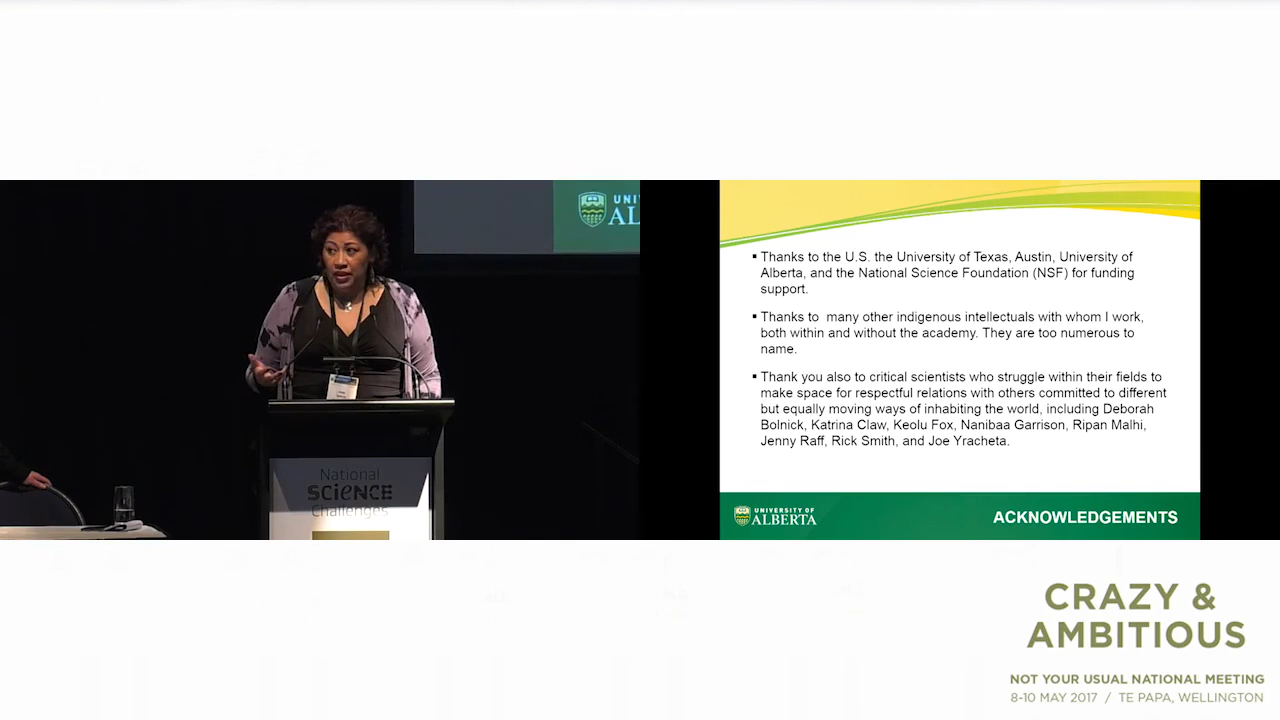 UNI
AL
National
SCIENCE
Challenges
▪ Thanks to the U.S. the University of Texas, Austin, University of
Alberta, and the National Science Foundation (NSF) for funding
support.
▪ Thanks to  many other indigenous intellectuals with whom I work,
both within and without the academy. They are too numerous to
name.
▪ Thank you also to critical scientists who struggle within their fields to
make space for respectful relations with others committed to different
but equally moving ways of inhabiting the world, including Deborah
Bolnick, Katrina Claw, Keolu Fox, Nanibaa Garrison, Ripan Malhi,
Jenny Raff, Rick Smith, and Joe Yracheta.
UNIVERSITY OF
ALBERTA
ACKNOWLEDGEMENTS
CRAZY &
AMBITIOUS
NOT YOUR USUAL NATIONAL MEETING
8-10 MAY 2017 / TE PAPA, WELLINGTON